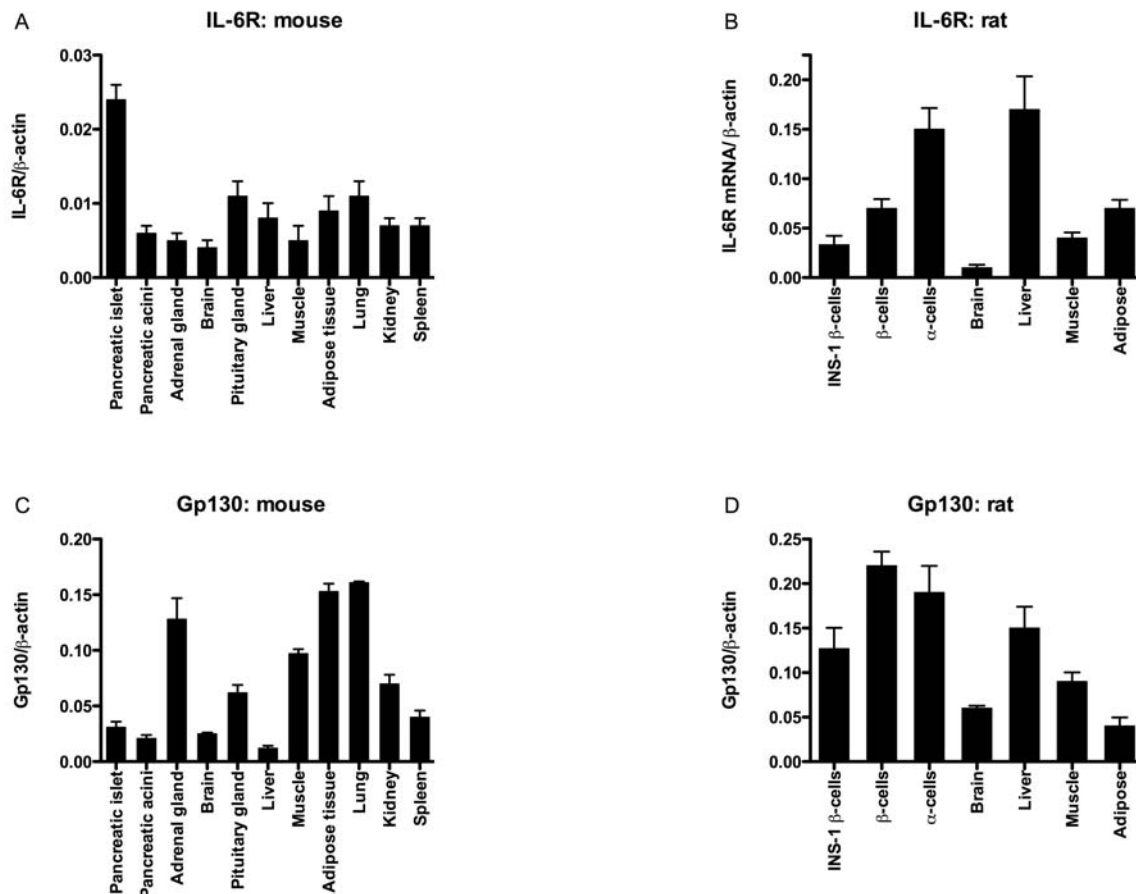 A
IL-6R: mouse
IL-6R/β-actin
0.03
0.02
0.01
0.00
Pancreatic islet
Pancreatic acini
Adrenal gland
Brain
Pituitary gland
Liver
Muscle
Adipose tissue
Lung
Kidney
Spleen
B
IL-6R: rat
IL-6R mRNA/ β-actin
0.20
0.15
0.10
0.05
0.00
INS-1 β-cells
β-cells
α-cells
Brain
Liver
Muscle
Adipose
C
Gp130: mouse
Gp130/β-actin
0.20
0.15
0.10
0.05
0.00
Pancreatic islet
Pancreatic acini
Adrenal gland
Brain
Pituitary gland
Liver
Muscle
Adipose tissue
Lung
Kidney
Spleen
D
Gp130: rat
Gp130/β-actin
0.25
0.20
0.15
0.10
0.05
0.00
INS-1 β-cells
β-cells
α-cells
Brain
Liver
Muscle
Adipose